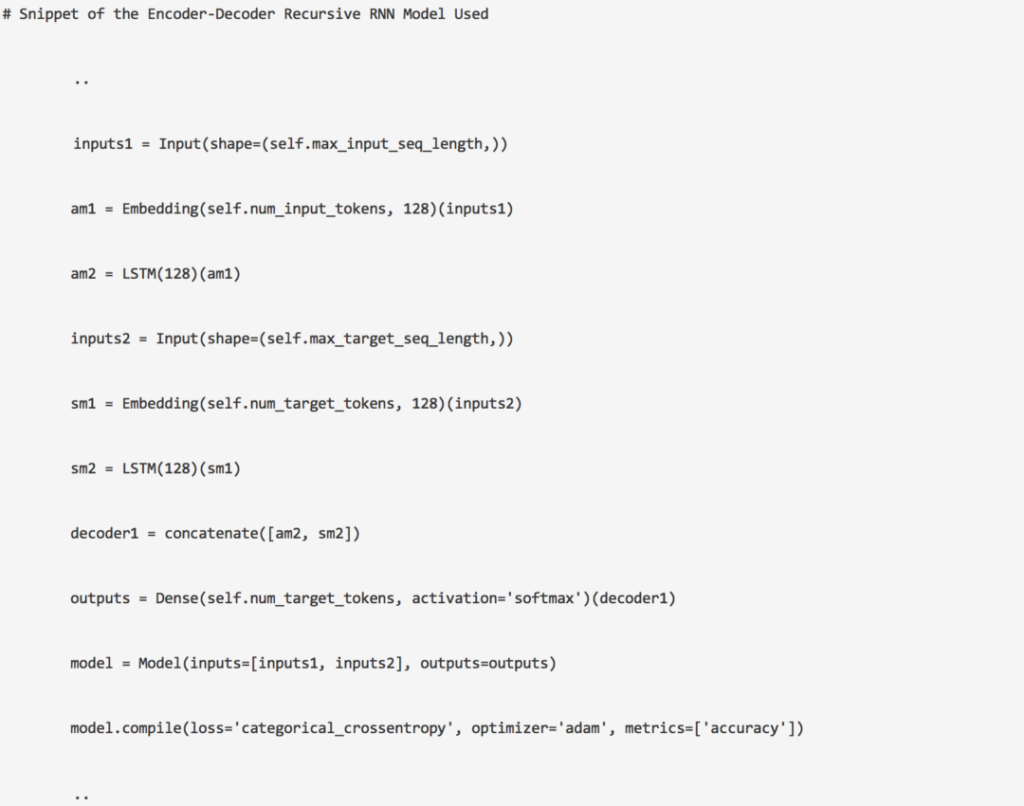 # Snippet of the Encoder-Decoder Recursive RNN Model Used
..
inputs1 = Input(shape=(self.max_input_seq_length,))
am1 = Embedding(self.num_input_tokens, 128)(inputs1)
am2 = LSTM(128)(am1)
inputs2 = Input(shape=(self.max_target_seq_length,))
sm1 = Embedding(self.num_target_tokens, 128)(inputs2)
sm2 = LSTM(128)(sm1)
decoder1 = concatenate([am2, sm2])
outputs = Dense(self.num_target_tokens, activation='softmax')(decoder1)
model = Model(inputs=[inputs1, inputs2], outputs=outputs)
model.compile(loss='categorical_crossentropy', optimizer='adam', metrics=['accuracy'])
..